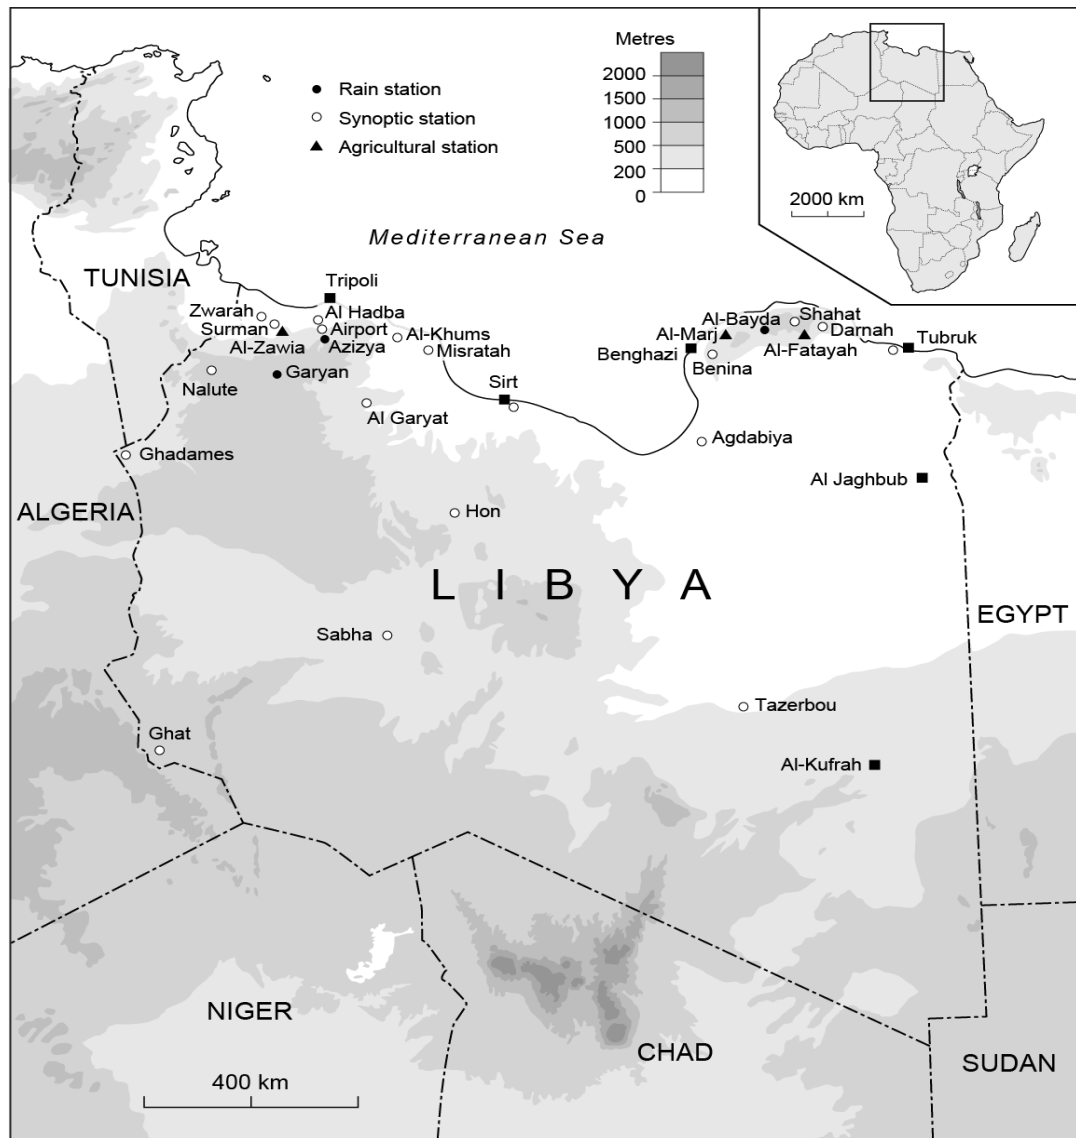 Metres
2000
1500
1000
500
200
0
Rain station
Synoptic station
Agricultural station
2000 km
Mediterranean Sea
TUNISIA
Tripoli
Zwarah
Al Hadba
Surman
Airport
Al-Khums
Al-Zawia
Azizya
Misratah
Garyan
Nalute
Sirt
Al Garyat
Ghadames
Al-Bayda
Shahat
Al-Marj
Darnah
Tubruk
Benghazi
Al-Fatayah
Benina
Agdabiya
Al Jaghbub
ALGERIA
Hon
LIBYA
EGYPT
Sabha
Tazerbou
Ghat
Al-Kufrah
NIGER
CHAD
SUDAN
400 km